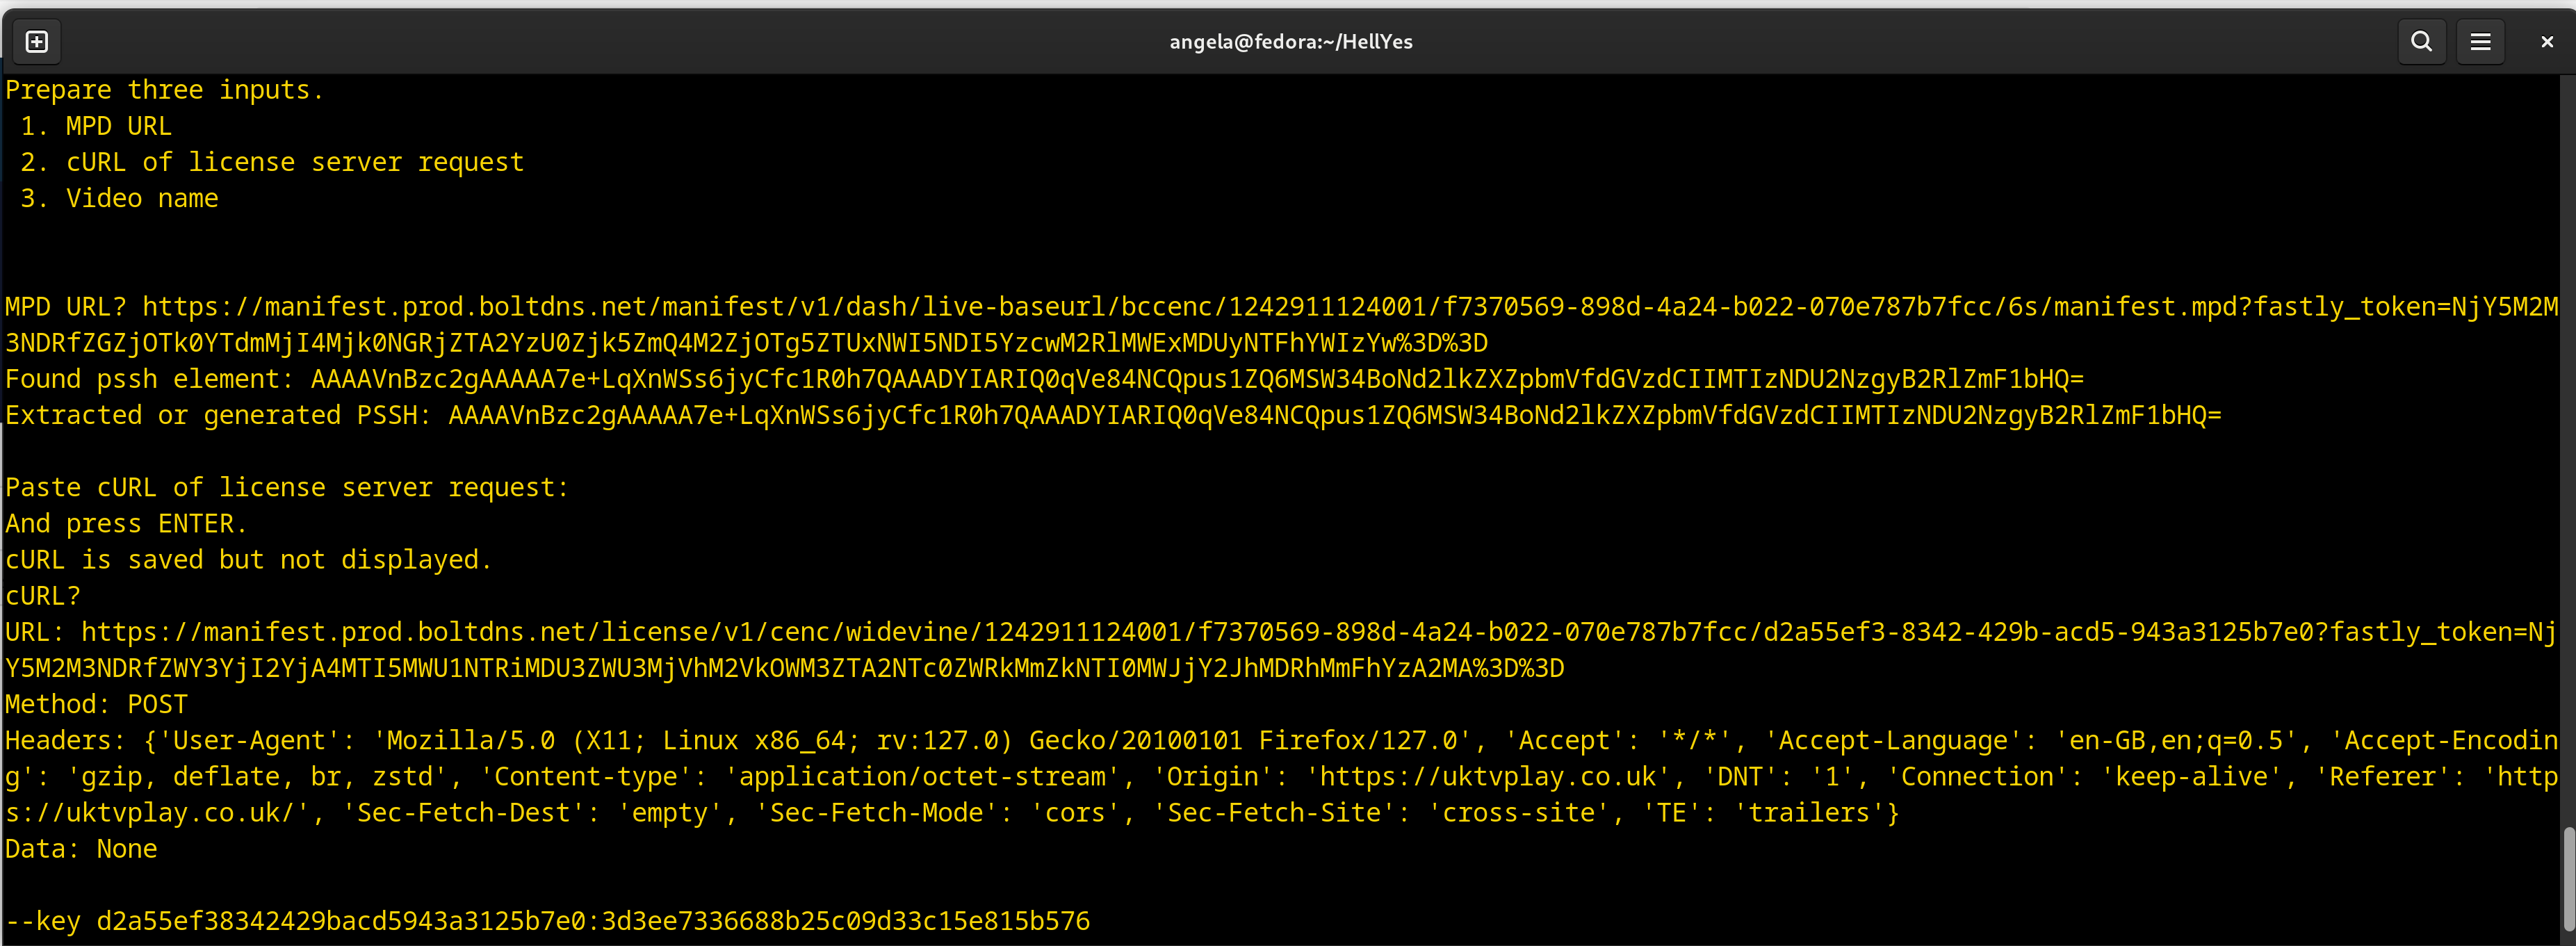 angela@fedora:~/HellYes
Prepare three inputs.
1. MPD URL
2. cURL of license server request
3. Video name
MPD URL? https://manifest.prod.boltdns.net/manifest/v1/dash/live-baseurl/bccenc/1242911124001/f7370569-898d-4a24-b022-070e787b7fcc/6s/manifest.mpd?fastly_token=NjY5M2M
3NDRfZGZjOTk0YTdmMjI4Mjk0NGRjZTA2YzU0Zjk5ZmQ4M2ZjOTg5ZTUxNWI5NDI5YzcwM2RlMWExMDUyNTFhYWIzYw%3D%3D
Found pssh element: AAAAVnBzc2gAAAAA7e+LqXnWSs6jyCfc1R0h7QAAADYIARIQ0qVe84NCQpus1ZQ6MSW34BoNd2lkZXZpbmVfdGVzdCIIMTIzNDU2NzgyB2RlZmF1bHQ=
Extracted or generated PSSH: AAAAVnBzc2gAAAAA7e+LqXnWSs6jyCfc1R0h7QAAADYIARIQ0qVe84NCQpus1ZQ6MSW34BoNd2lkZXZpbmVfdGVzdCIIMTIzNDU2NzgyB2RlZmF1bHQ=
Paste cURL of license server request:
And press ENTER.
cURL is saved but not displayed.
cURL?
URL: https://manifest.prod.boltdns.net/license/v1/cenc/widevine/1242911124001/f7370569-898d-4a24-b022-070e787b7fcc/d2a55ef3-8342-429b-acd5-943a3125b7e0?fastly_token=Nj
Y5M2M3NDRfZWY3YjI2YjA4MTI5MWU1NTRiMDU3ZWU3MjVhM2VkOWM3ZTA2NTc0ZWRkMmZkNTI0MWJjY2JhMDRhMmFhYzA2MA%3D%3D
Method: POST
Headers: {'User-Agent': 'Mozilla/5.0 (X11; Linux x86_64; rv:127.0) Gecko/20100101 Firefox/127.0', 'Accept': '*/*', 'Accept-Language': 'en-GB,en;q=0.5', 'Accept-Encodin
g': 'gzip, deflate, br, zstd', 'Content-type': 'application/octet-stream', 'Origin': 'https://uktvplay.co.uk', 'DNT': '1', 'Connection': 'keep-alive', 'Referer': 'http
s://uktvplay.co.uk/', 'Sec-Fetch-Dest': 'empty', 'Sec-Fetch-Mode': 'cors', 'Sec-Fetch-Site': 'cross-site', 'TE': 'trailers'}
Data: None
--key d2a55ef38342429bacd5943a3125b7e0:3d3ee7336688b25c09d33c15e815b576